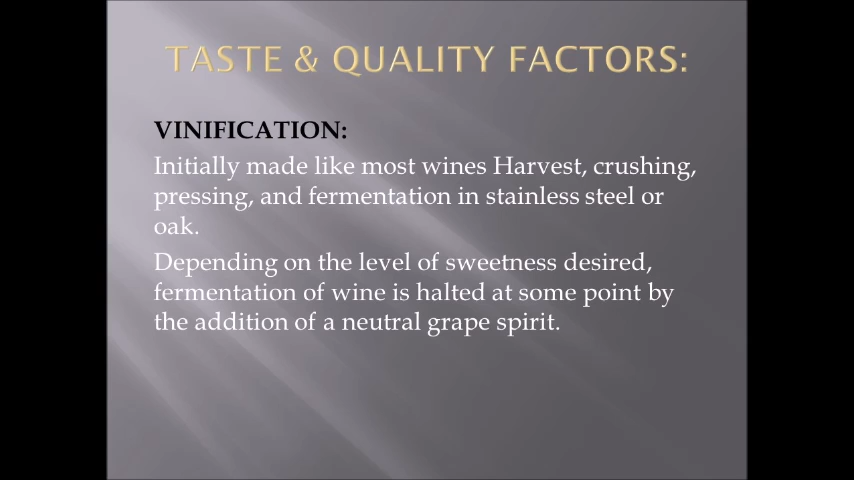 TASTE & QUALITY FACTORS:
VINIFICATION:
Initially made like most wines Harvest, crushing,
pressing, and fermentation in stainless steel or
oak.
Depending on the level of sweetness desired,
fermentation of wine is halted at some point by
the addition of a neutral grape spirit.